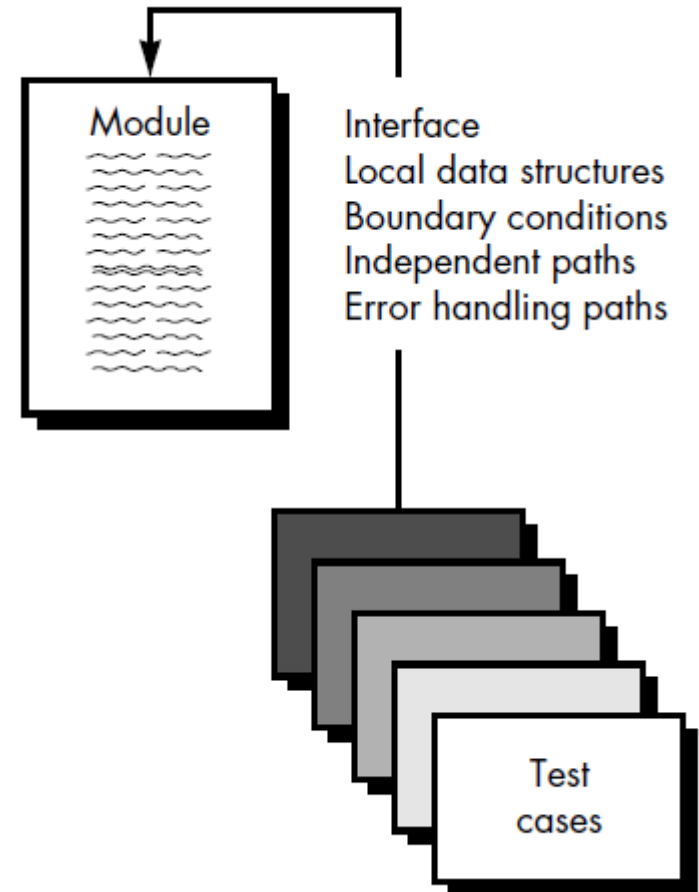 Module
Interface
Local data structures
Boundary conditions
Independent paths
Error handling paths
Test
cases